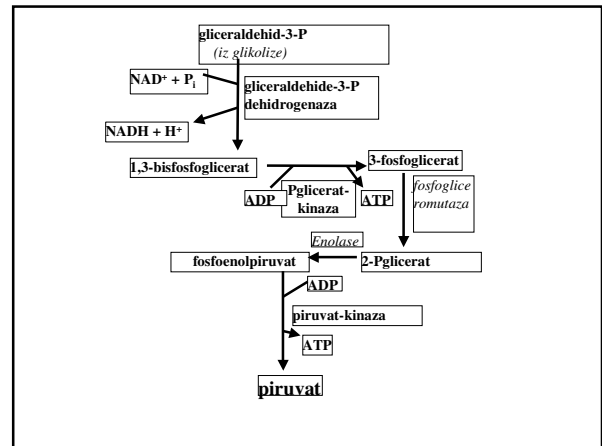 gliceraldehid-3-P
(iz glikolize)
NAD⁺ + Pᵢ
gliceraldehide-3-P
dehidrogenaza
NADH + H⁺
1,3-bisfosfoglicerat
3-fosfoglicerat
ADP
Pglicerat-
kinaza
ATP
fosfoglice
romutaza
Enolase
fosfoenolpiruvat
2-Pglicerat
ADP
piruvat-kinaza
ATP
piruvat